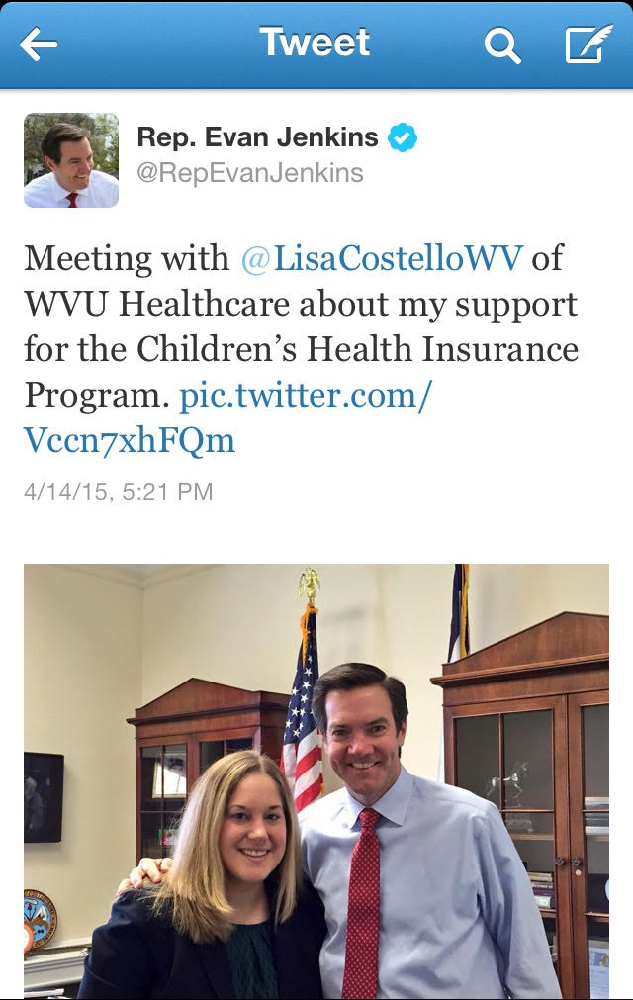 Tweet
Rep. Evan Jenkins
@RepEvanJenkins
Meeting with @LisaCostelloWV of
WVU Healthcare about my support
for the Children’s Health Insurance
Program. pic.twitter.com/
Vccn7xhFQm
4/14/15, 5:21 PM